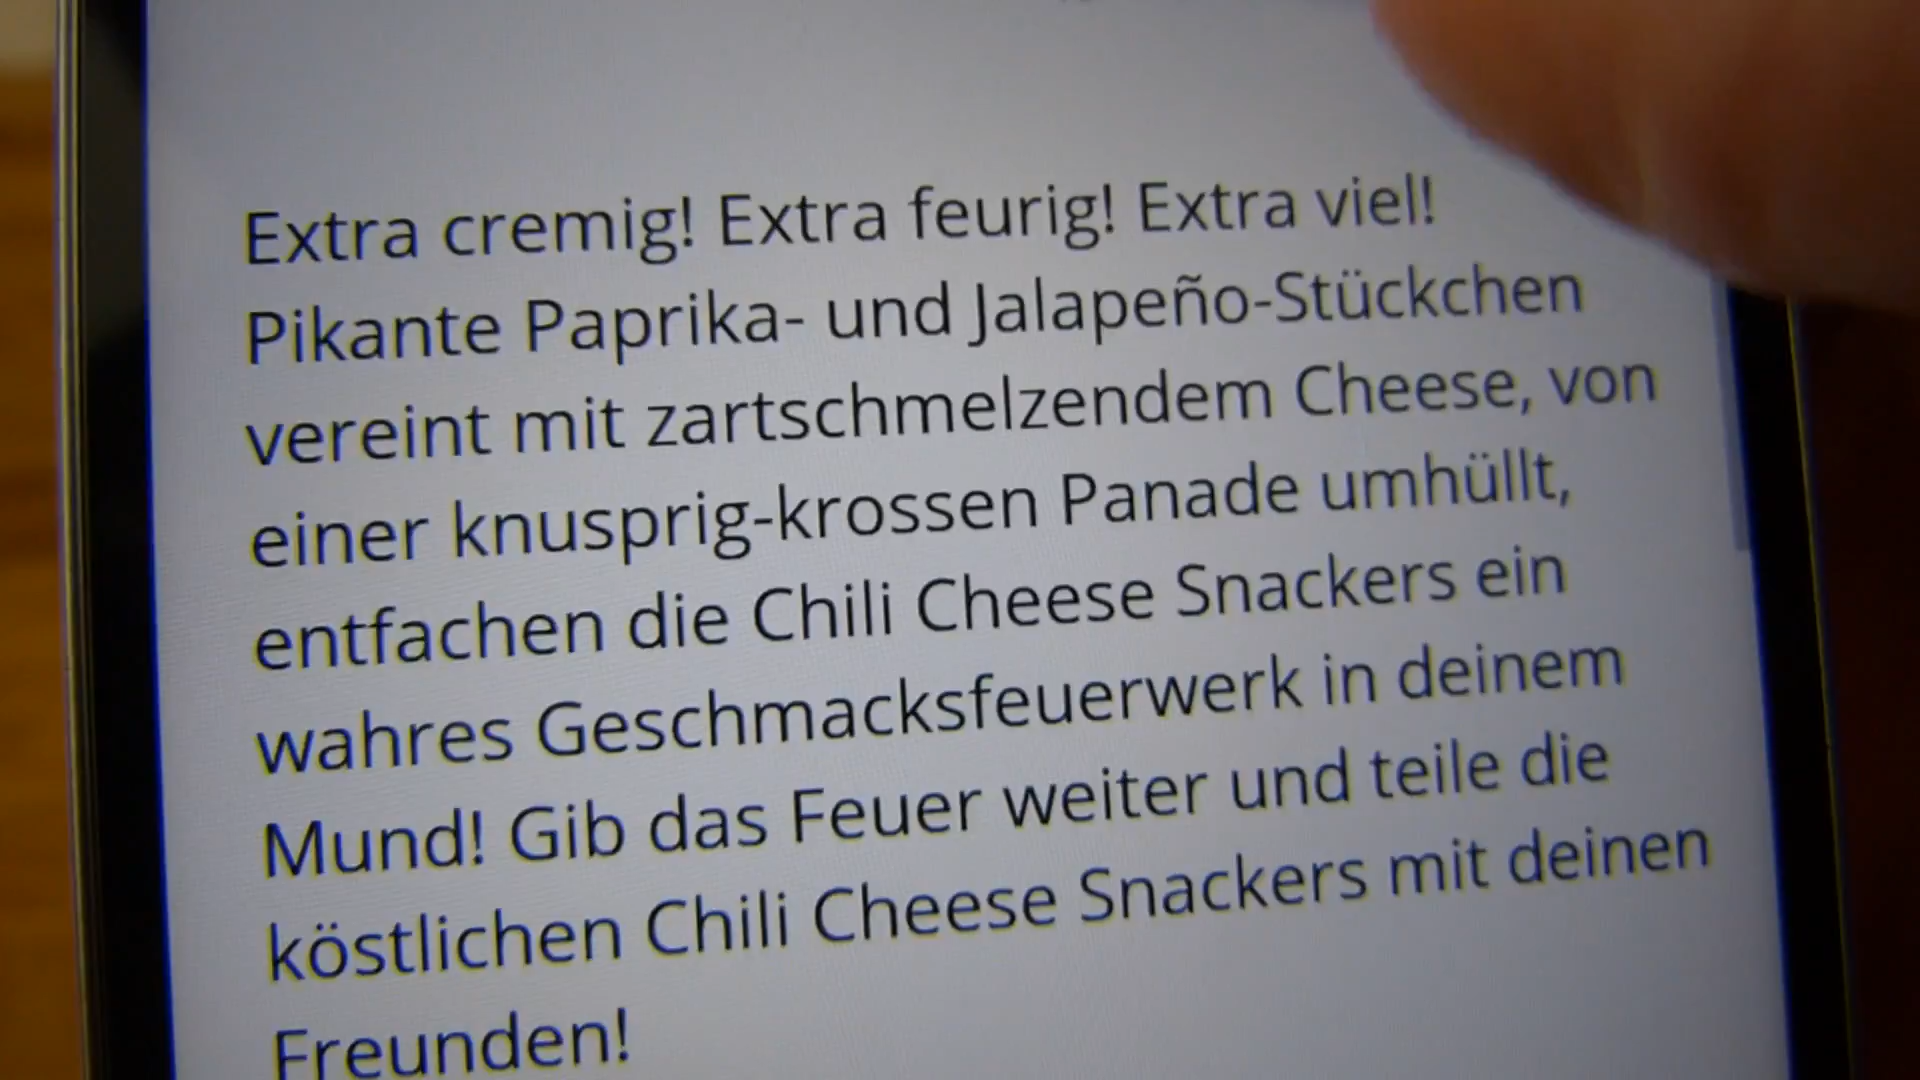 Extra cremig! Extra feurig! Extra viel!
Pikante Paprika- und Jalapeño-Stückchen
vereint mit zartschmelzendem Cheese, von
einer knusprig-krossen Panade umhüllt,
entfachen die Chili Cheese Snackers ein
wahres Geschmacksfeuerwerk in deinem
Mund! Gib das Feuer weiter und teile die
köstlichen Chili Cheese Snackers mit deinen
Freunden!